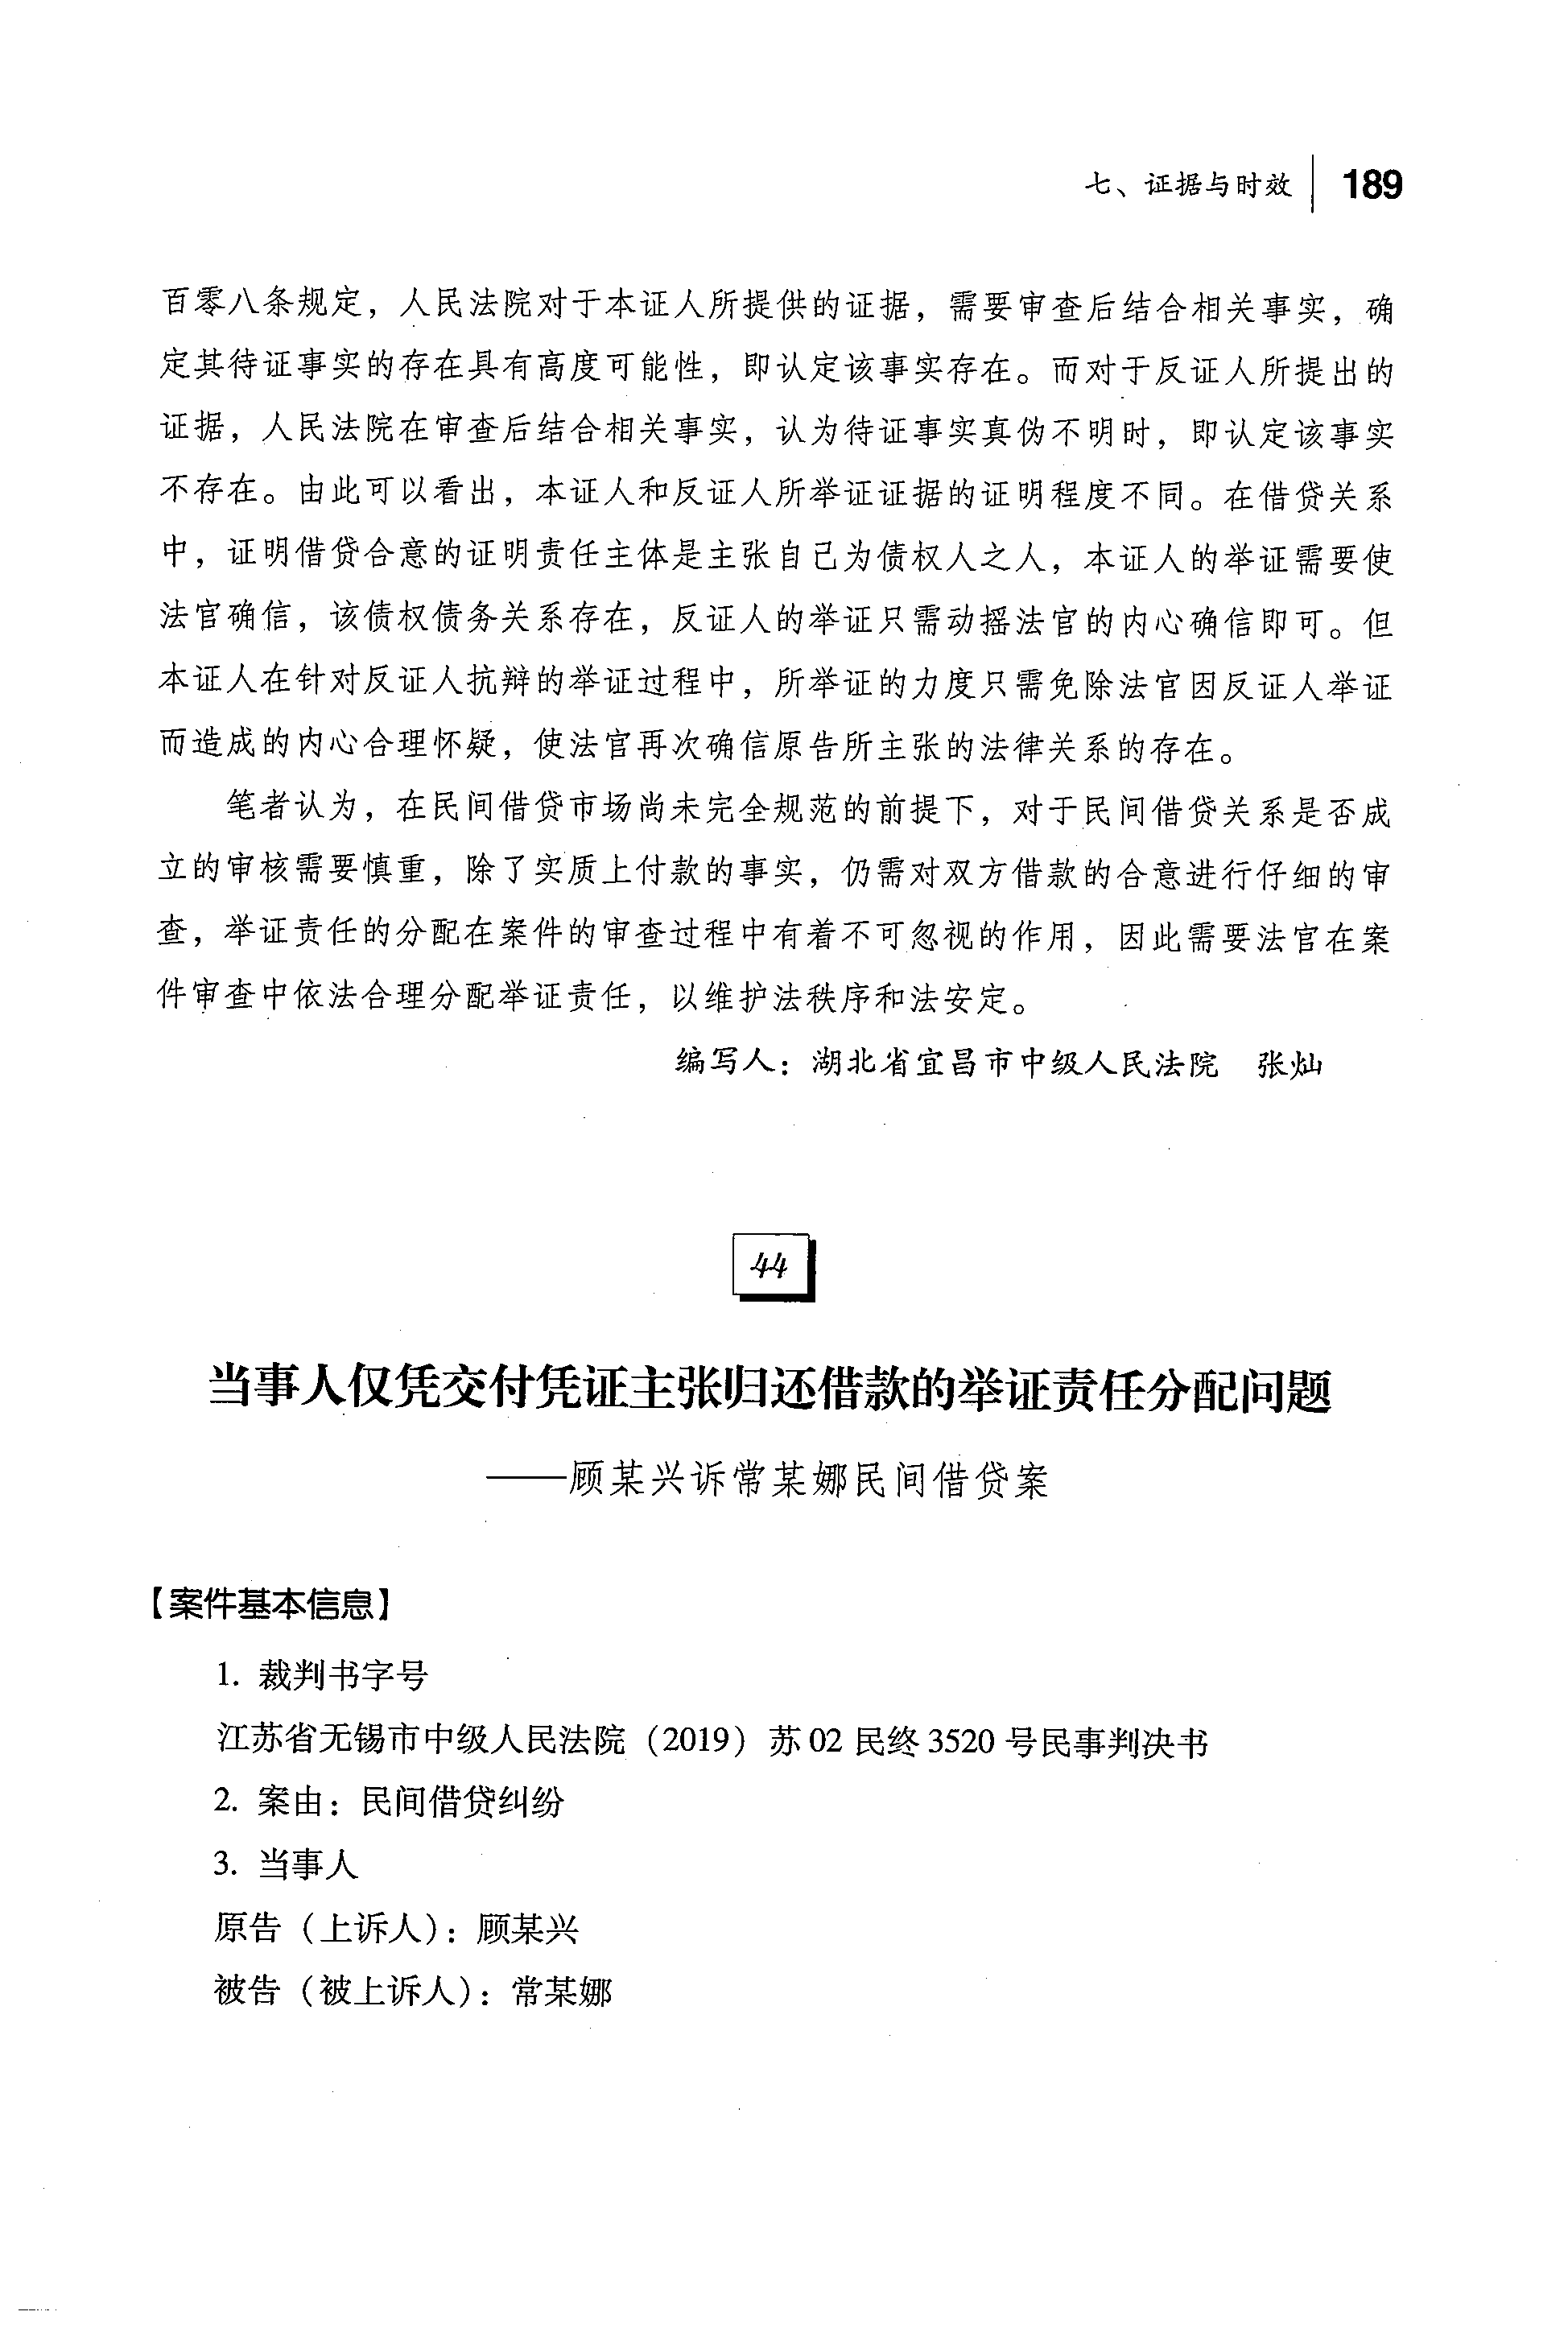 七、证据与时效 189
百零八条规定，人民法院对于本证人所提供的证据，需要审查后结合相关事实，确
定其待证事实的存在具有高度可能性，即认定该事实存在。而对于反证人所提出的
证据，人民法院在审查后结合相关事实，认为待证事实真伪不明时，即认定该事实
不存在。由此可以看出，本证人和反证人所举证证据的证明程度不同。在借贷关系
中，证明借贷合意的证明责任主体是主张自己为债权人之人，本证人的举证需要使
法官确信，该债权债务关系存在，反证人的举证只需动摇法官的内心确信即可。但
本证人在针对反证人抗辩的举证过程中，所举证的力度只需免除法官因反证人举证
而造成的内心合理怀疑，使法官再次确信原告所主张的法律关系的存在。
笔者认为，在民间借贷市场尚未完全规范的前提下，对于民间借贷关系是否成
立的审核需要慎重，除了实质上付款的事实，仍需对双方借款的合意进行仔细的审
查，举证责任的分配在案件的审查过程中有着不可忽视的作用，因此需要法官在案
件审查中依法合理分配举证责任，以维护法秩序和法安定。
编写人：湖北省宜昌市中级人民法院 张灿
44
当事人仅凭交付凭证主张归还借款的举证责任分配问题
——顾某兴诉常某娜民间借贷案
【案件基本信息】
1. 裁判书字号
江苏省无锡市中级人民法院（2019）苏 02 民终 3520 号民事判决书
2. 案由：民间借贷纠纷
3. 当事人
原告（上诉人）：顾某兴
被告（被上诉人）：常某娜